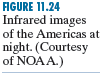 FIGURE 11.24
Infrared images
of the Americas at
night. (Courtesy
of NOAA.)